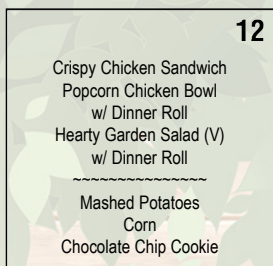 12
Crispy Chicken Sandwich
Popcorn Chicken Bowl
w/ Dinner Roll
Hearty Garden Salad (V)
w/ Dinner Roll
~~~~~~~~~~~~~~~
Mashed Potatoes
Corn
Chocolate Chip Cookie